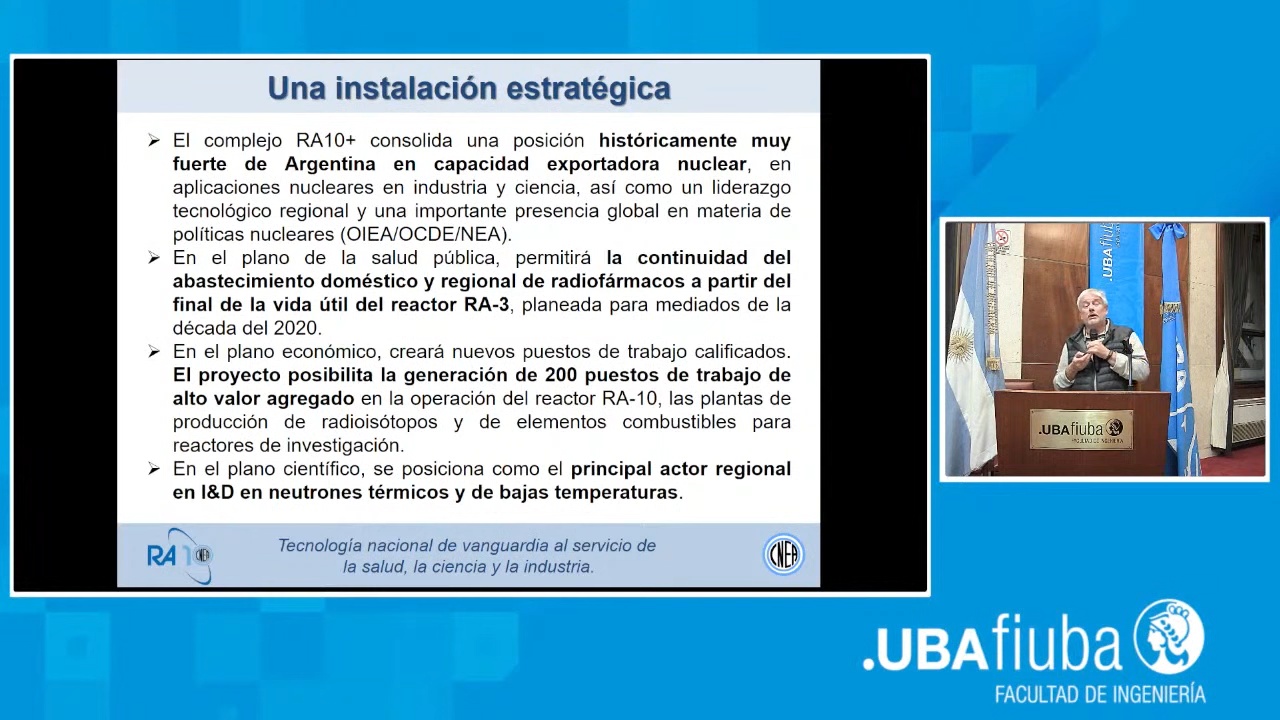 Una instalación estratégica
➢ El complejo RA10+ consolida una posición históricamente muy
fuerte de Argentina en capacidad exportadora nuclear, en
aplicaciones nucleares en industria y ciencia, así como un liderazgo
tecnológico regional y una importante presencia global en materia de
políticas nucleares (OIEA/OCDE/NEA).
➢ En el plano de la salud pública, permitirá la continuidad del
abastecimiento doméstico y regional de radiofármacos a partir del
final de la vida útil del reactor RA-3, planeada para mediados de la
década del 2020.
➢ En el plano económico, creará nuevos puestos de trabajo calificados.
El proyecto posibilita la generación de 200 puestos de trabajo de
alto valor agregado en la operación del reactor RA-10, las plantas de
producción de radioisótopos y de elementos combustibles para
reactores de investigación.
➢ En el plano científico, se posiciona como el principal actor regional
en I&D en neutrones térmicos y de bajas temperaturas.
RA10 CNEA
Tecnología nacional de vanguardia al servicio de
la salud, la ciencia y la industria.
CNEA
.UBAfiuba
.UBAfiuba
FACULTAD DE INGENIERÍA
.UBAfiuba
FACULTAD DE INGENIERÍA